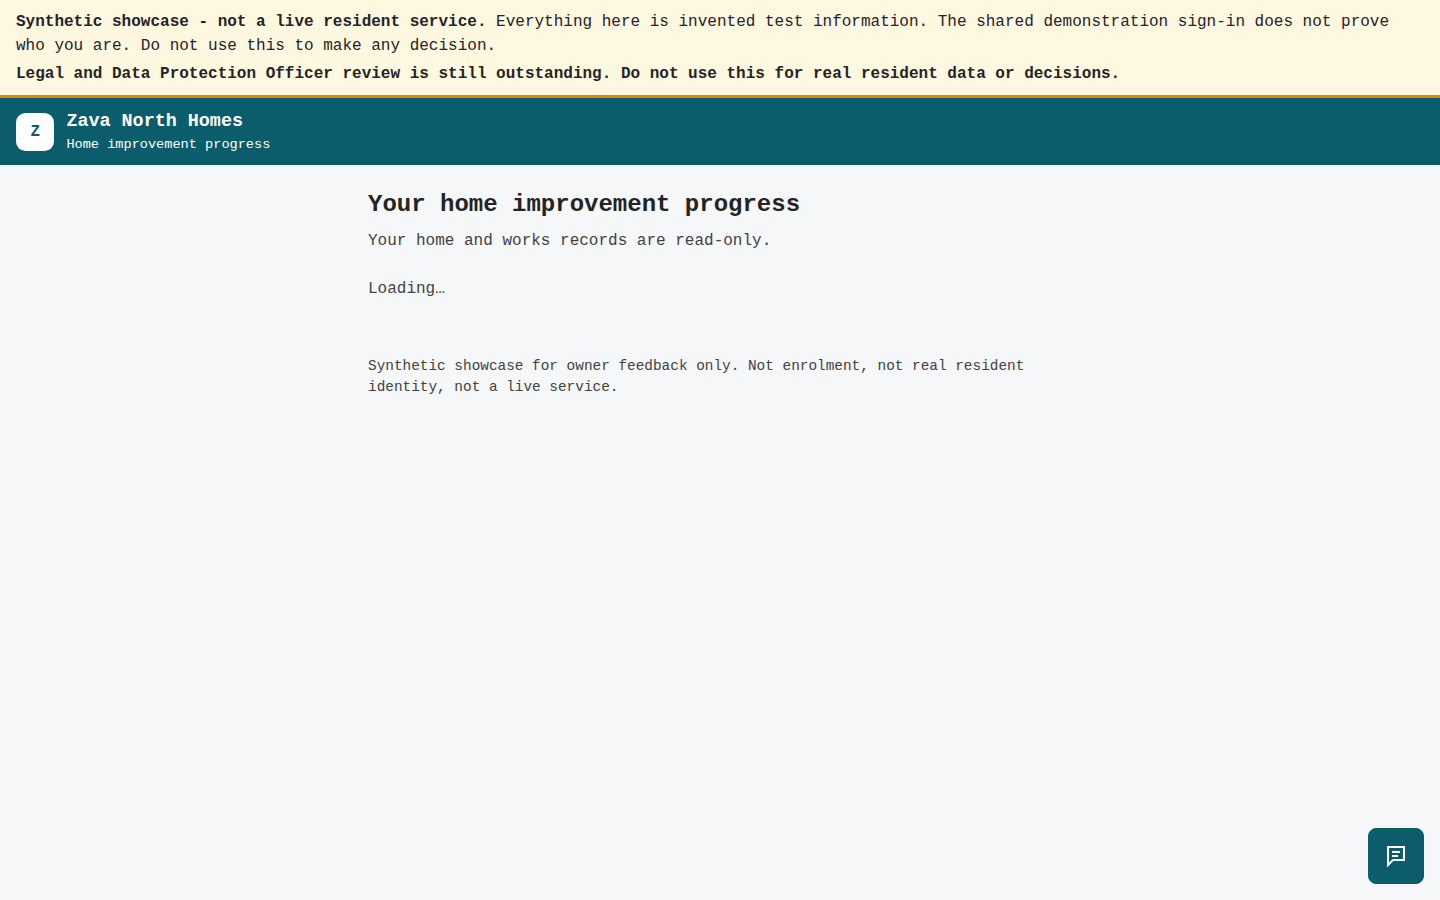 Synthetic showcase - not a live resident service. Everything here is invented test information. The shared demonstration sign-in does not prove
who you are. Do not use this to make any decision.
Legal and Data Protection Officer review is still outstanding. Do not use this for real resident data or decisions.
Z
Zava North Homes
Home improvement progress
Your home improvement progress
Your home and works records are read-only.
Loading…
Synthetic showcase for owner feedback only. Not enrolment, not real resident
identity, not a live service.